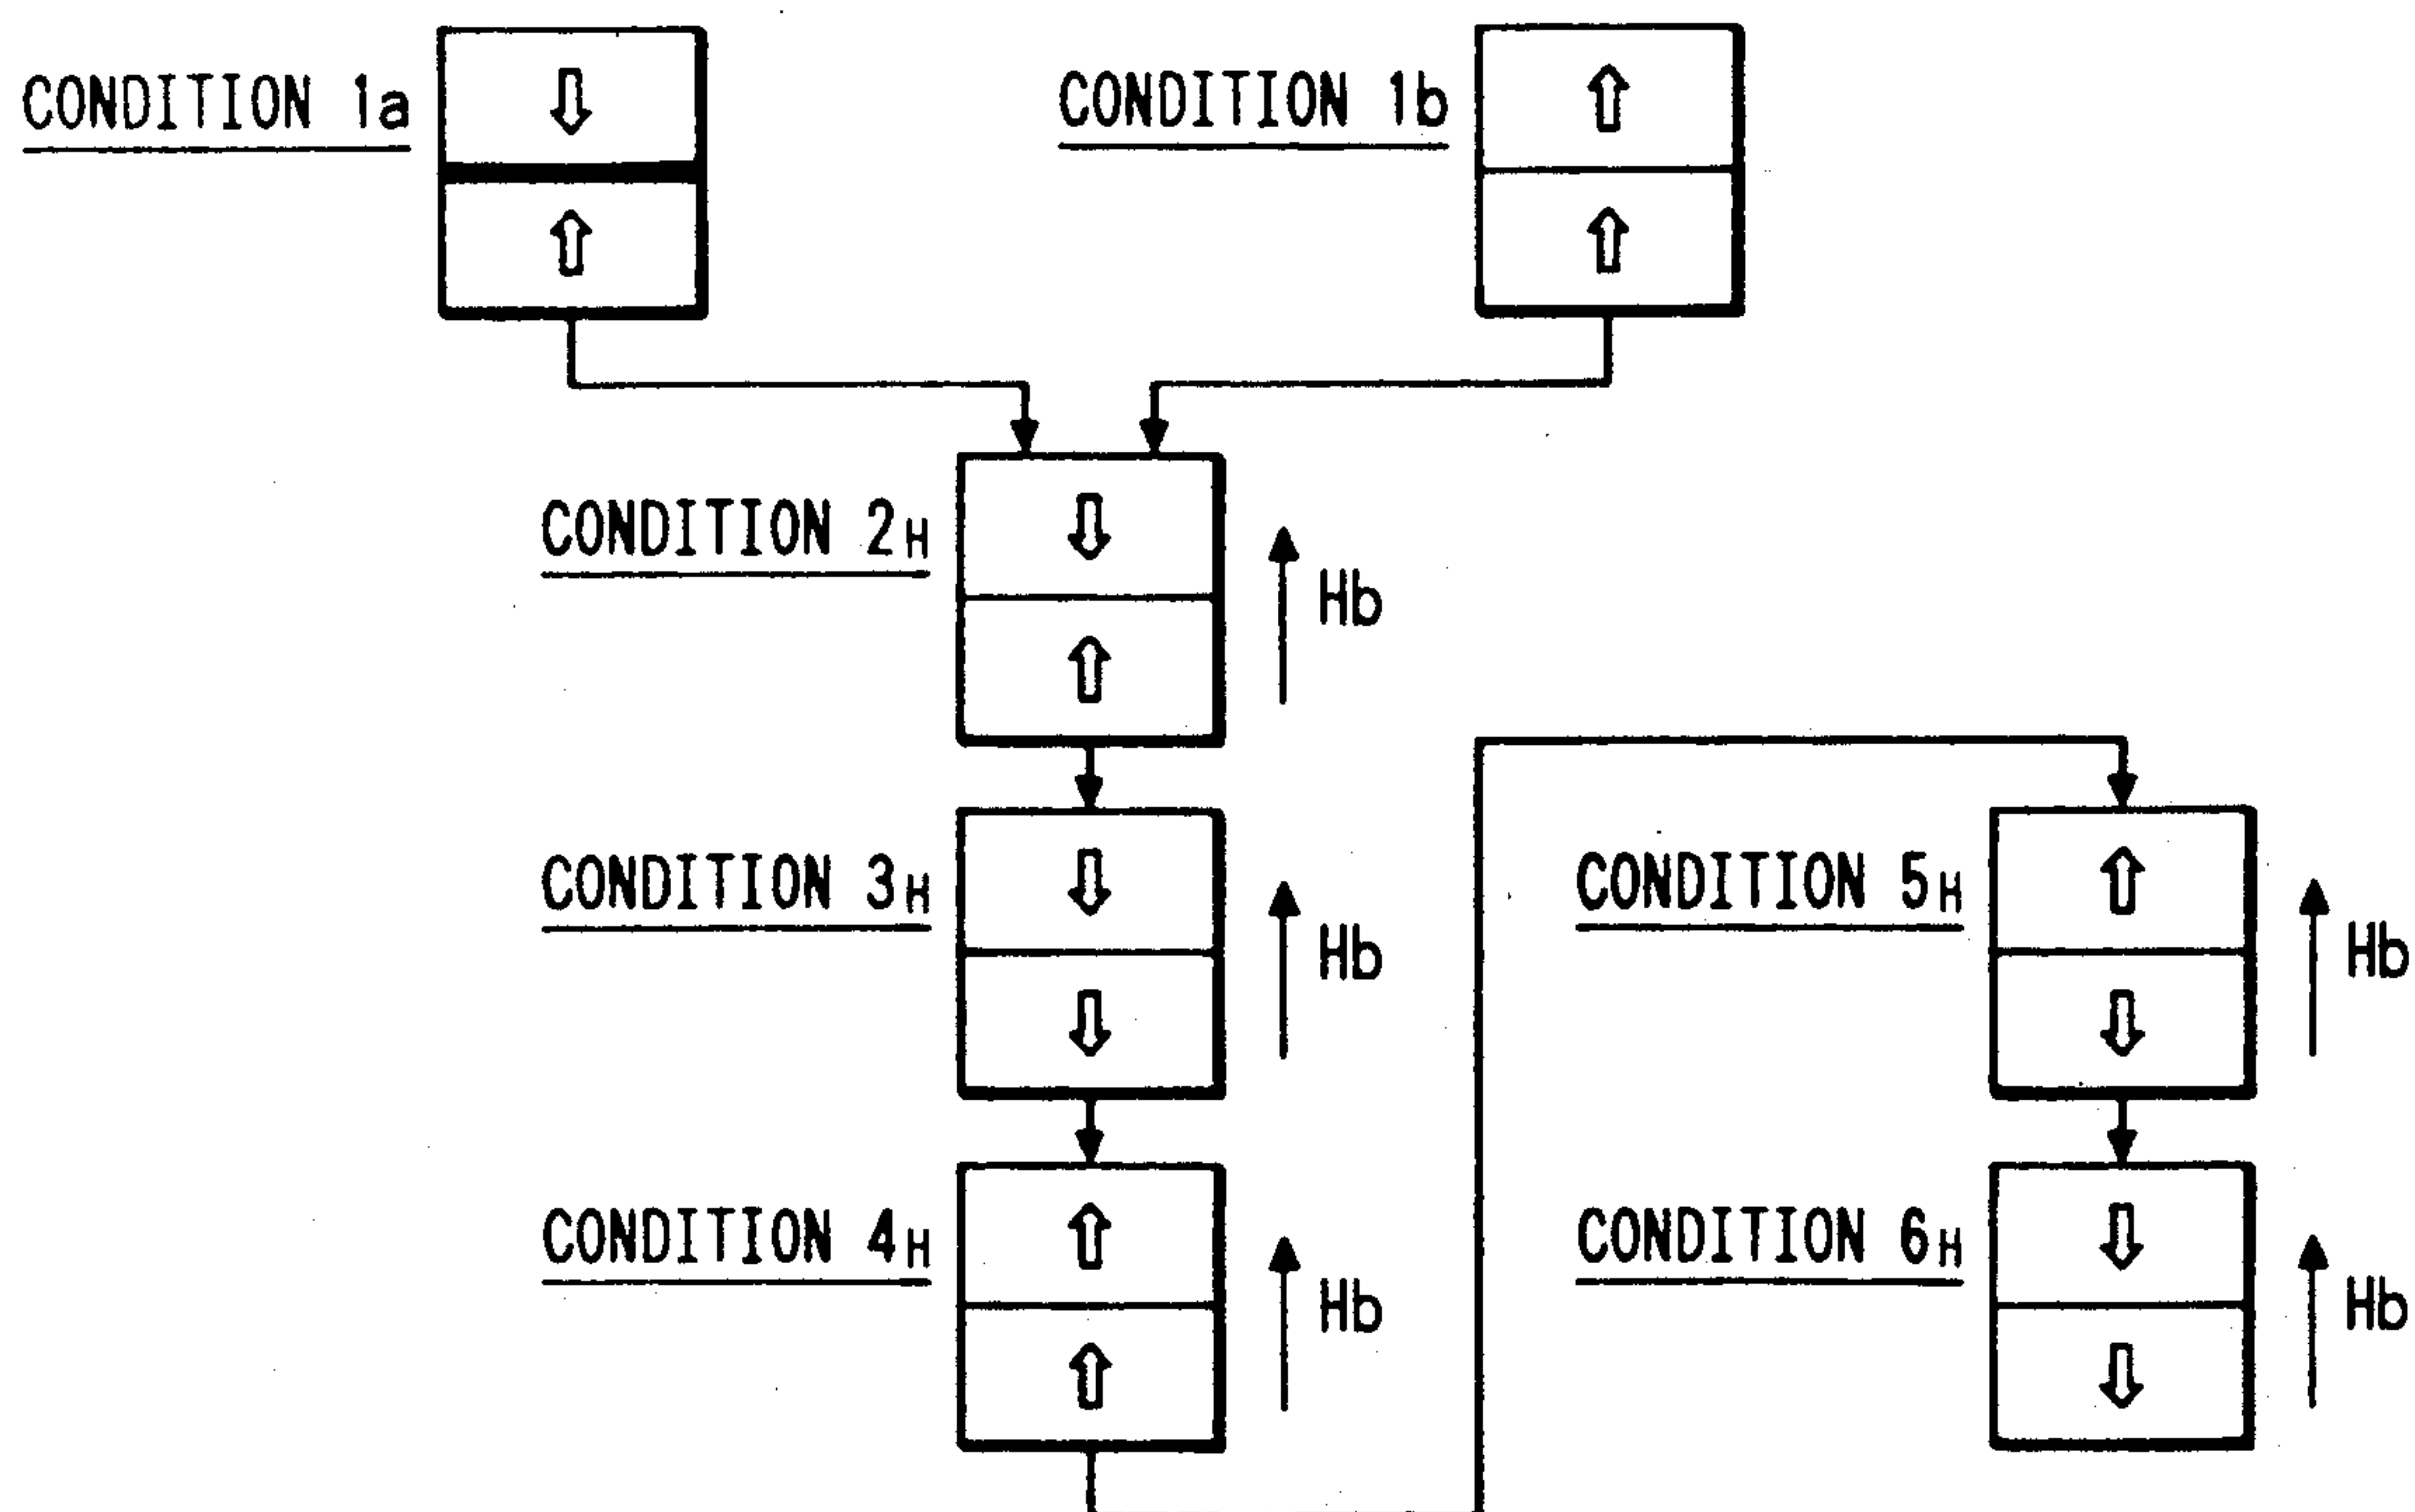 CONDITION 1a
CONDITION 1b
CONDITION 2H
Hb
CONDITION 3H
Hb
CONDITION 4H
Hb
CONDITION 5H
Hb
CONDITION 6H
Hb